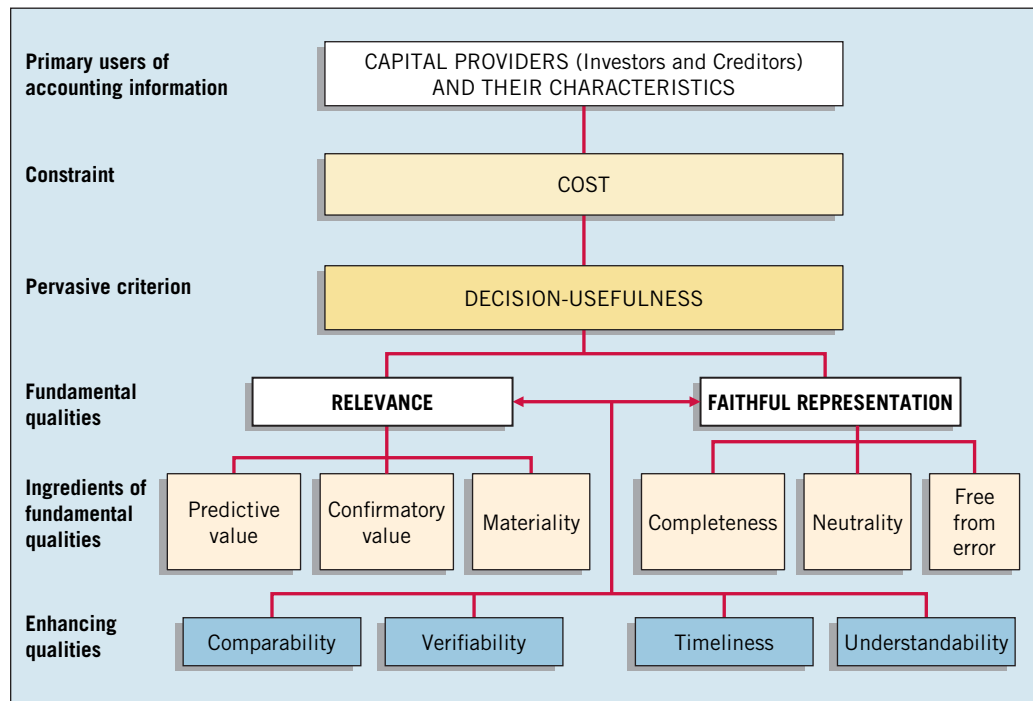 Primary users of
accounting information
CAPITAL PROVIDERS (Investors and Creditors)
AND THEIR CHARACTERISTICS
Constraint
COST
Pervasive criterion
DECISION-USEFULNESS
Fundamental
qualities
RELEVANCE
FAITHFUL REPRESENTATION
Ingredients of
fundamental
qualities
Predictive
value
Confirmatory
value
Materiality
Completeness
Neutrality
Free
from
error
Enhancing
qualities
Comparability
Verifiability
Timeliness
Understandability